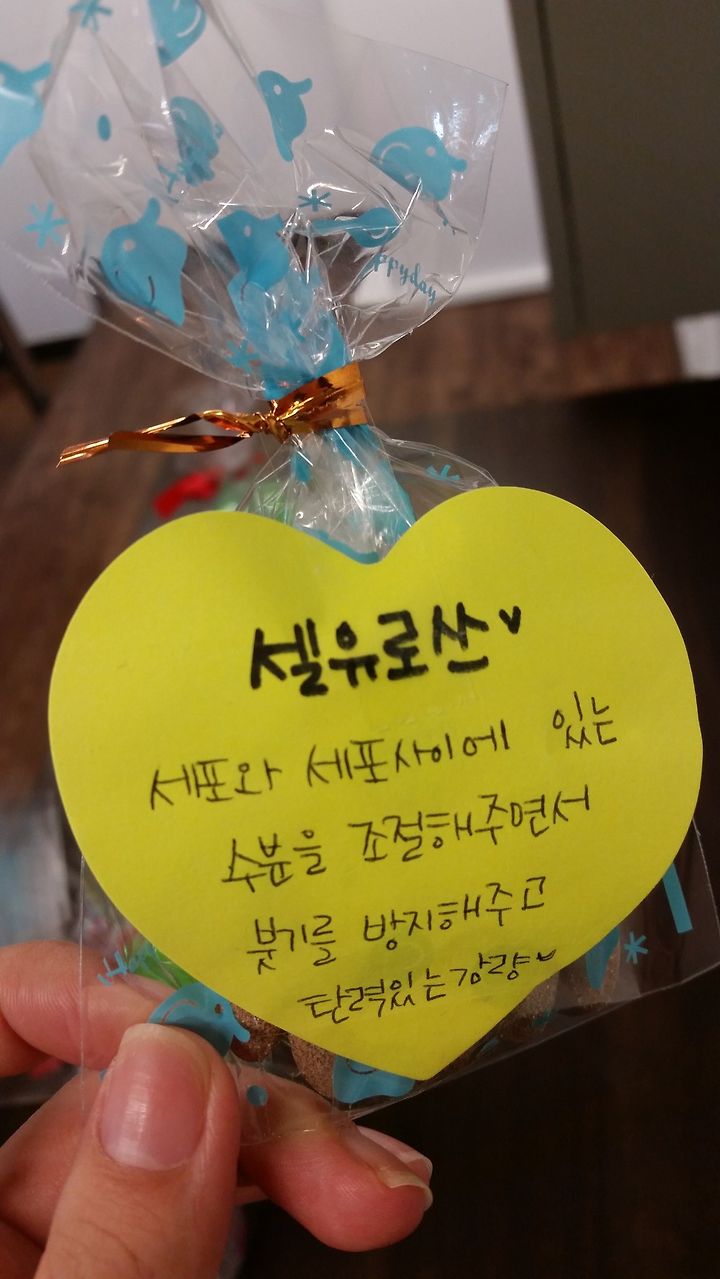 ppyday
셀유로산♥
세포와 세포사이에 있는
수분을 조절해주면서
붓기를 방지해주고
탄력있는강량♥